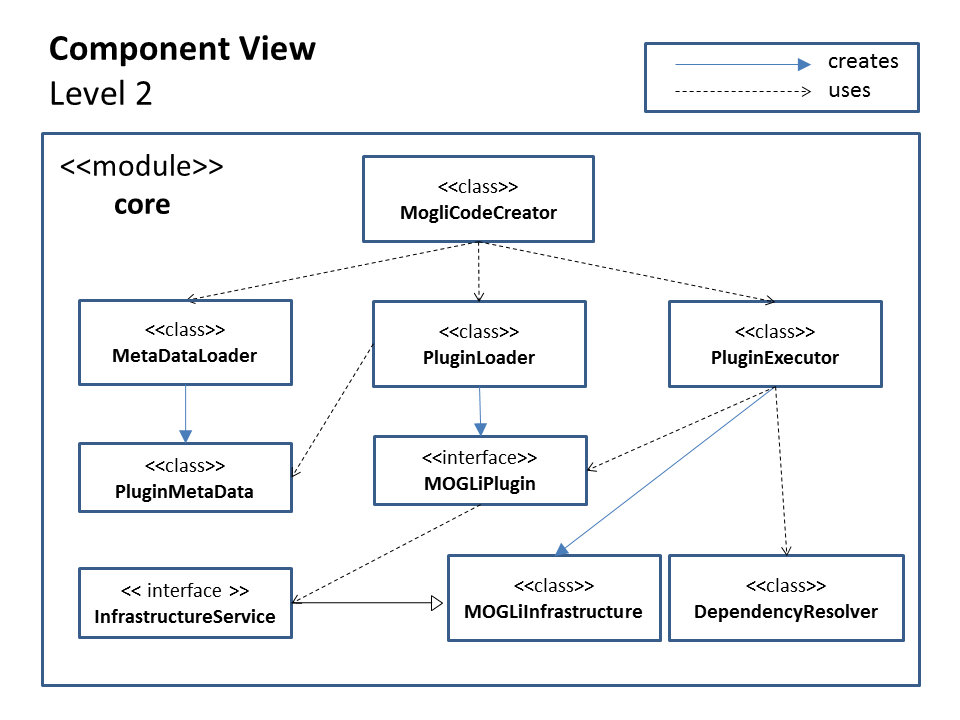 Component View
Level 2
creates
uses
<<module>>
core
<<class>>
MogliCodeCreator
<<class>>
MetaDataLoader
<<class>>
PluginLoader
<<class>>
PluginExecutor
<<class>>
PluginMetaData
<<interface>>
MOGLiPlugin
<< interface >>
InfrastructureService
<<class>>
MOGLiInfrastructure
<<class>>
DependencyResolver